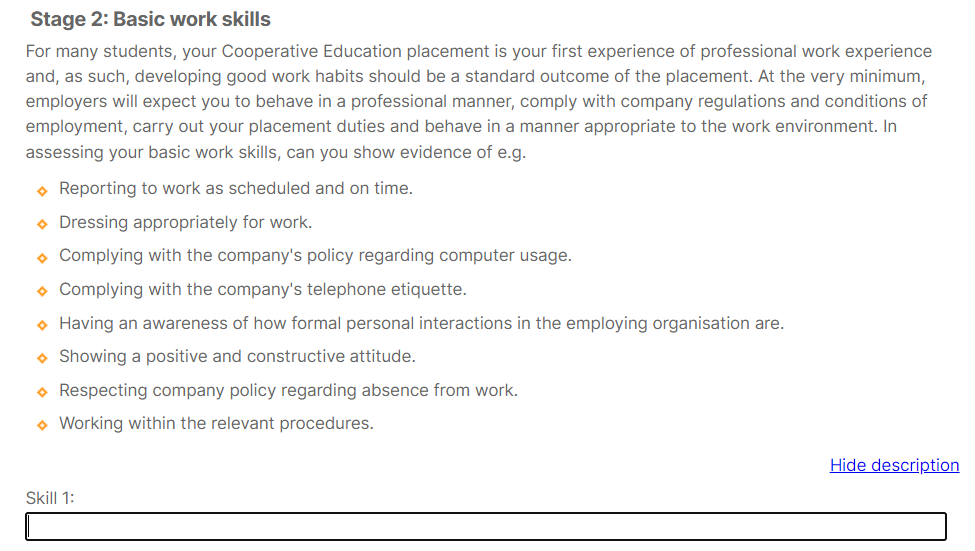 Stage 2: Basic work skills
For many students, your Cooperative Education placement is your first experience of professional work experience
and, as such, developing good work habits should be a standard outcome of the placement. At the very minimum,
employers will expect you to behave in a professional manner, comply with company regulations and conditions of
employment, carry out your placement duties and behave in a manner appropriate to the work environment. In
assessing your basic work skills, can you show evidence of e.g.
Reporting to work as scheduled and on time.
Dressing appropriately for work.
Complying with the company's policy regarding computer usage.
Complying with the company's telephone etiquette.
Having an awareness of how formal personal interactions in the employing organisation are.
Showing a positive and constructive attitude.
Respecting company policy regarding absence from work.
Working within the relevant procedures.
Hide description
Skill 1: